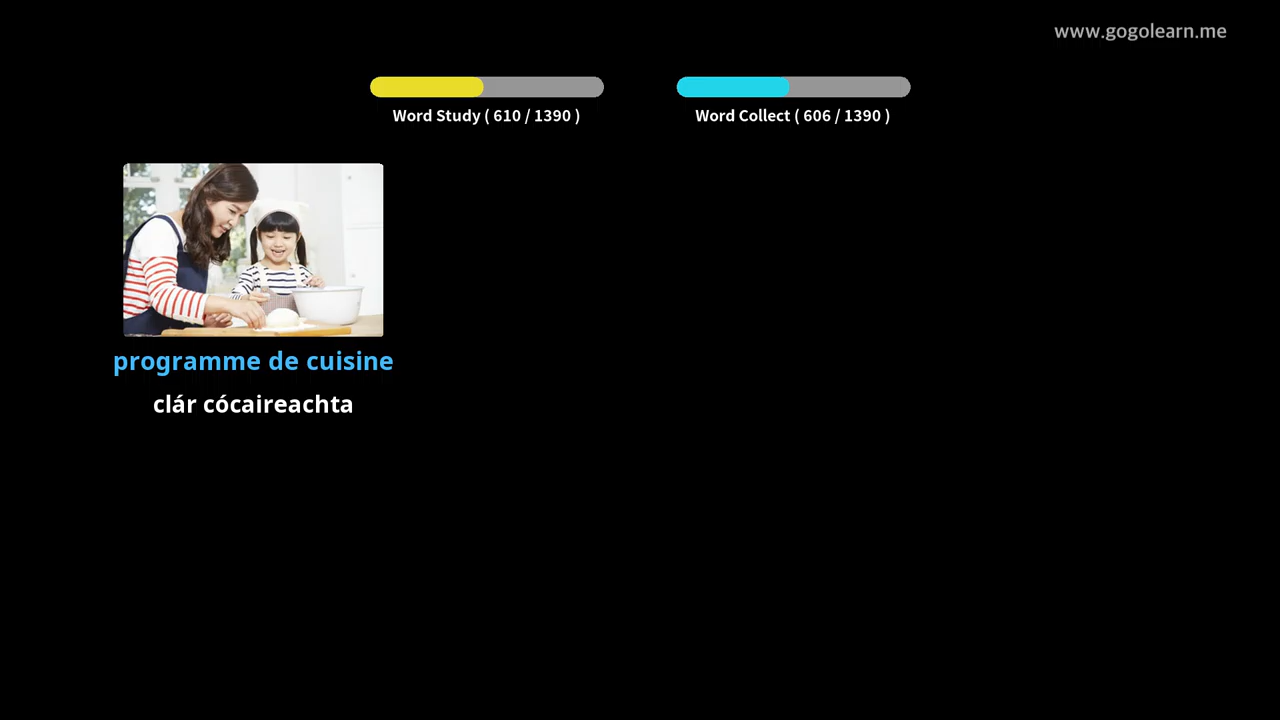 www.gogolearn.me
Word Study ( 610 / 1390 )
Word Collect ( 606 / 1390 )
programme de cuisine
clár cócaireachta